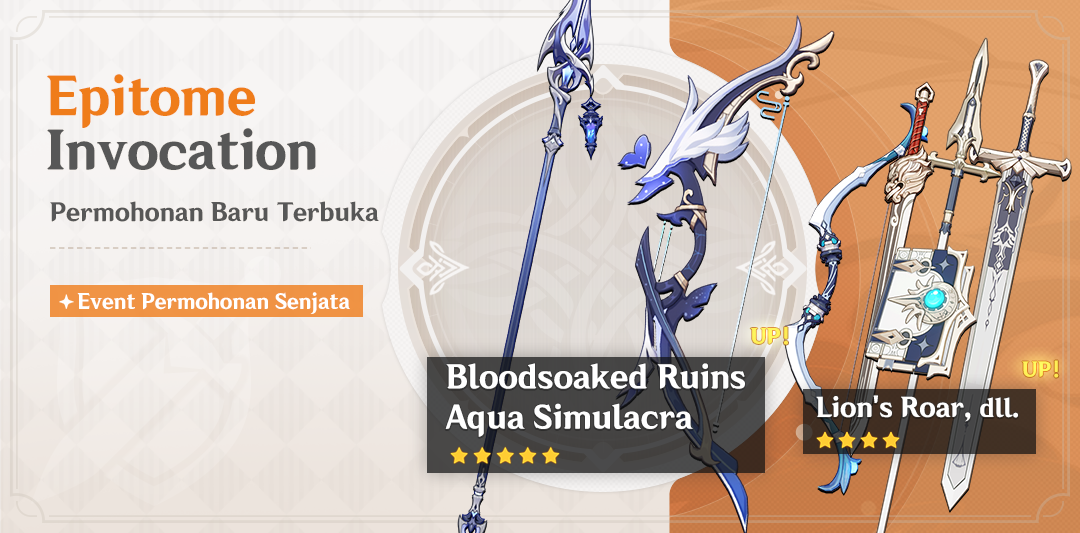 Epitome
Invocation
Permohonan Baru Terbuka
Event Permohonan Senjata
UP!
Bloodsoaked Ruins
Aqua Simulacra
UP!
Lion's Roar, dll.